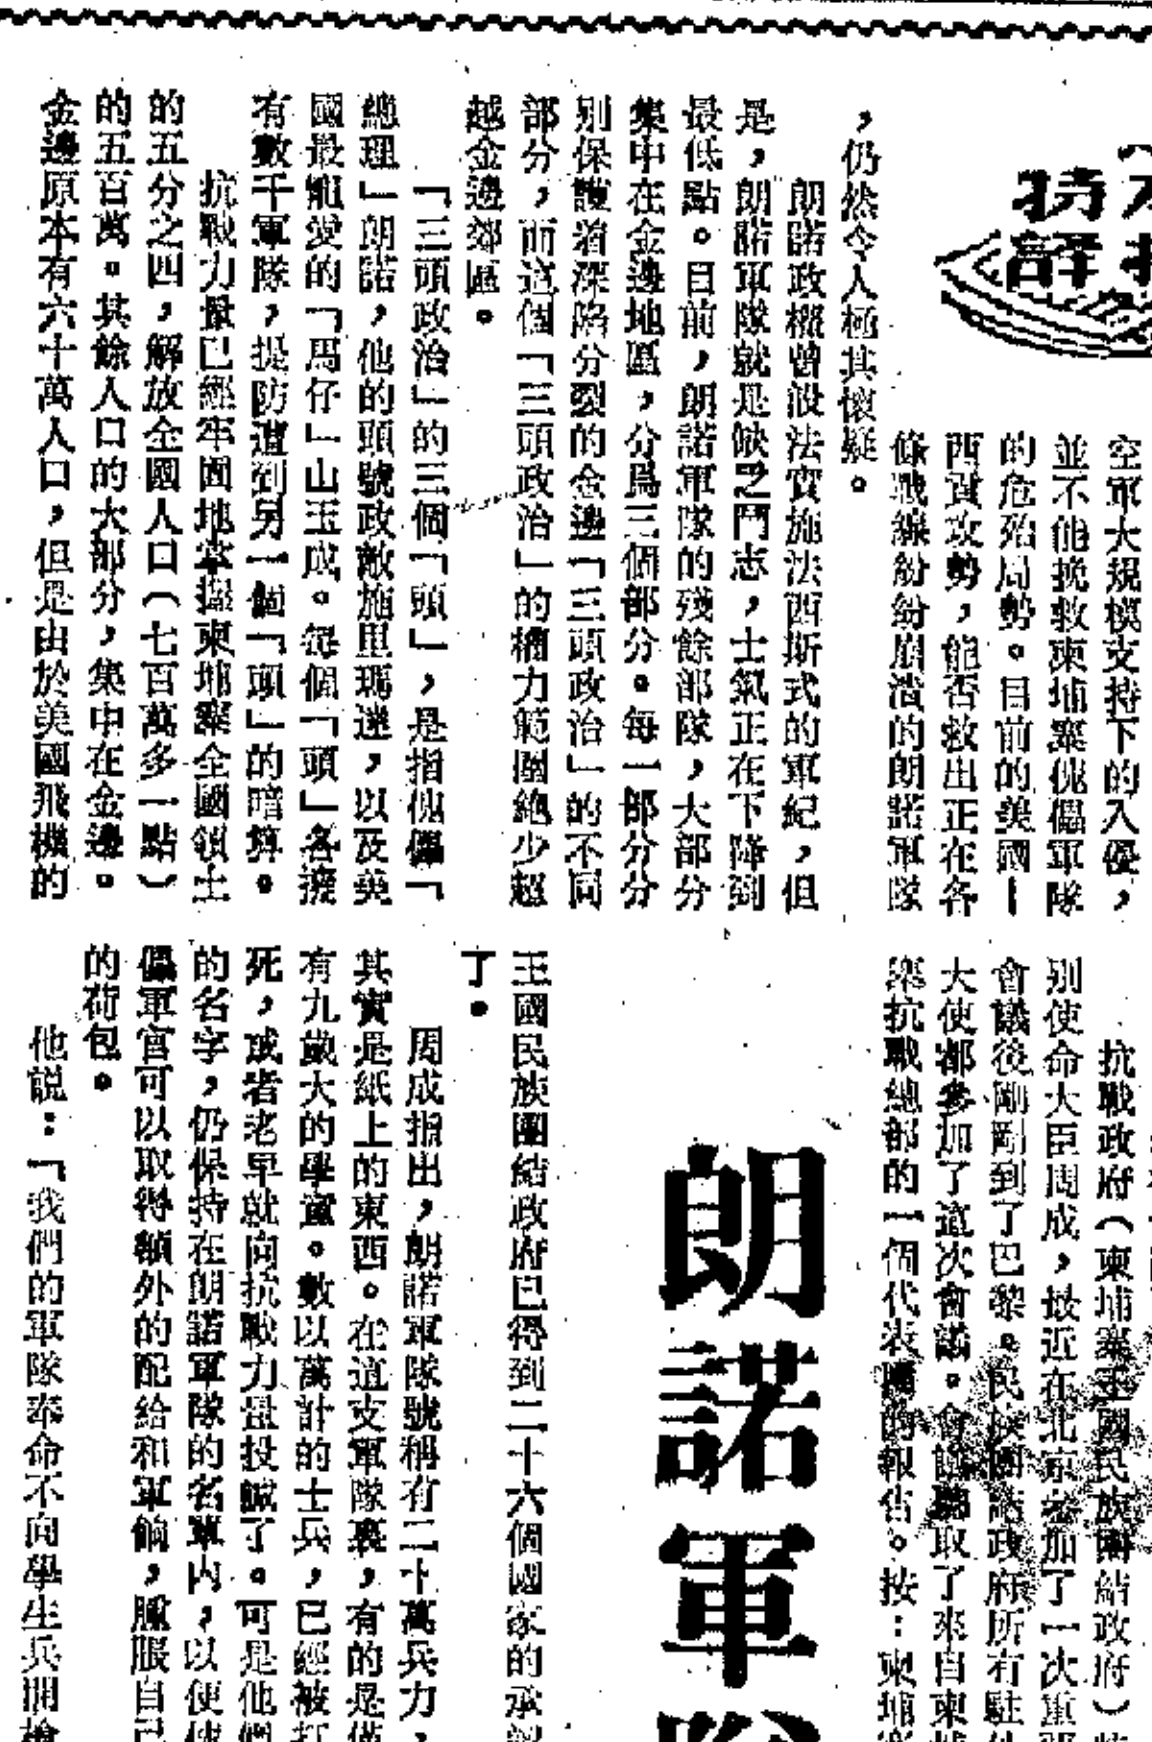 特譯
空軍大規模支持下的入侵，
並不能挽救柬埔寨傀儡軍隊
的危殆局勢。目前的美國—
西貢攻勢，能否救出正在各
條戰線紛紛崩潰的朗諾軍隊
，仍然令人極其懷疑。
朗諾政權曾設法實施法西斯式的軍紀，但
是，朗諾軍隊就是缺乏鬥志，士氣正在下降到
最低點。目前，朗諾軍隊的殘餘部隊，大部分
集中在金邊地區，分爲三個部分。每一部分分
別保護着深陷分裂的金邊「三頭政治」的不同
部分，而這個「三頭政治」的權力範圍絕少超
越金邊郊區。
「三頭政治」的三個「頭」，是指傀儡「
總理」朗諾，他的頭號政敵施里瑪達，以及美
國最寵愛的「馬仔」山玉成。每個「頭」各擁
有數千軍隊，提防遭到另一個「頭」的暗算。
抗戰力量已經牢固地掌握柬埔寨全國領土
的五分之四，解放全國人口（七百萬多一點）
的五百萬。其餘人口的大部分，集中在金邊。
金邊原本有六十萬人口，但是由於美國飛機的
抗戰政府（柬埔寨王國民族團結政府）特
別使命大臣周成，最近在北京參加了一次重要
會議後剛剛到了巴黎。民族團結政府所有駐外
大使都參加了這次會議。會議聽取了來自柬埔
寨抗戰總部的一個代表團的報告。按：柬埔寨
朗諾軍隊
王國民族團結政府已得到二十六個國家的承認
了。
周成指出，朗諾軍隊號稱有二十萬兵力，
其實是紙上的東西。在這支軍隊裏，有的是僅
有九歲大的學童。數以萬計的士兵，已經被打
死，或者老早就向抗戰力量投誠了。可是他們
的名字，仍保持在朗諾軍隊的名單內，以便傀
儡軍官可以取得額外的配給和軍餉，賬脹自己
的荷包。
他説：「我們的軍隊奉命不向學生兵開槍